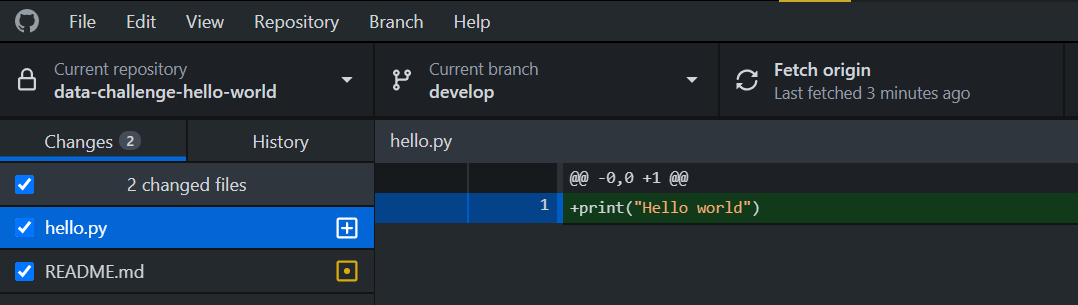 File Edit View Repository Branch Help
Current repository
data-challenge-hello-world
Current branch
develop
Fetch origin
Last fetched 3 minutes ago
Changes 2 History
2 changed files
hello.py
README.md
hello.py
@@ -0,0 +1 @@
1 +print("Hello world")